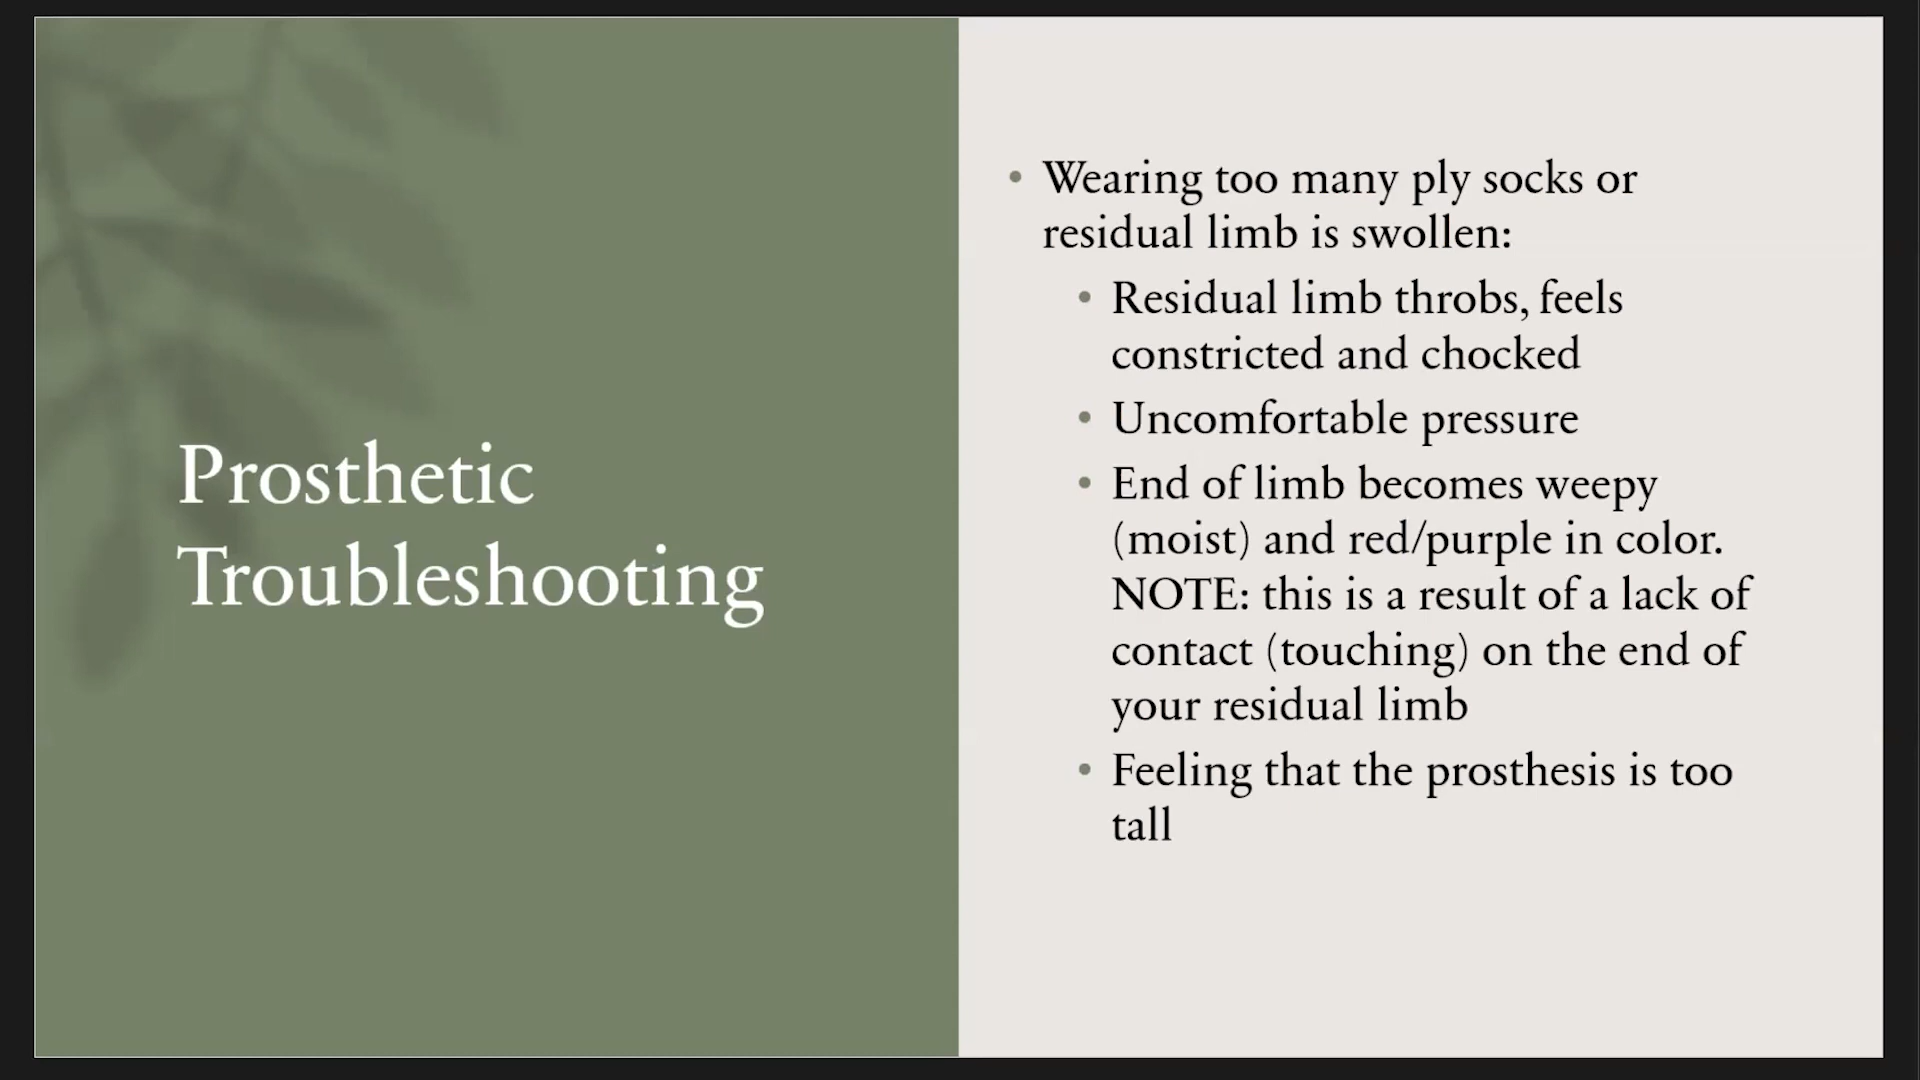 Prosthetic
Troubleshooting
• Wearing too many ply socks or
residual limb is swollen:
• Residual limb throbs, feels
constricted and chocked
• Uncomfortable pressure
• End of limb becomes weepy
(moist) and red/purple in color.
NOTE: this is a result of a lack of
contact (touching) on the end of
your residual limb
• Feeling that the prosthesis is too
tall